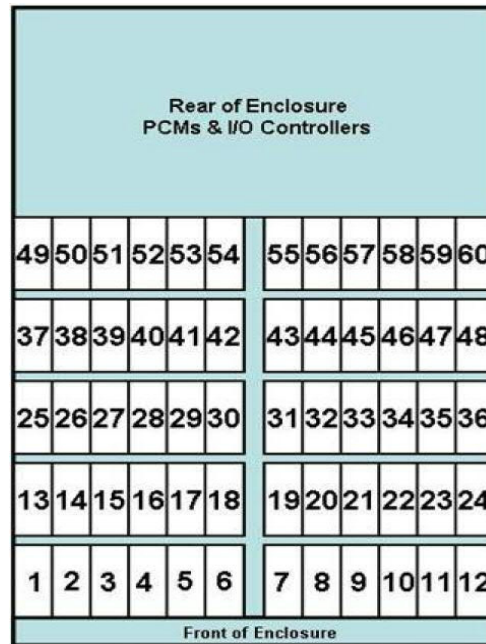 Rear of Enclosure
PCMs & I/O Controllers
49 50 51 52 53 54 55 56 57 58 59 60
37 38 39 40 41 42 43 44 45 46 47 48
25 26 27 28 29 30 31 32 33 34 35 36
13 14 15 16 17 18 19 20 21 22 23 24
1 2 3 4 5 6 7 8 9 10 11 12
Front of Enclosure